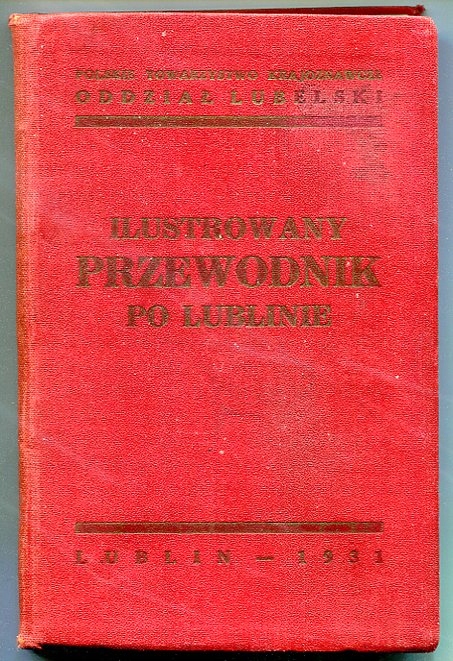 POLSKIE TOWARZYSTWO KRAJOZNAWCZE
ODDZIAŁ LUBELSKI
ILUSTROWANY
PRZEWODNIK
PO LUBLINIE
LUBLIN — 1931